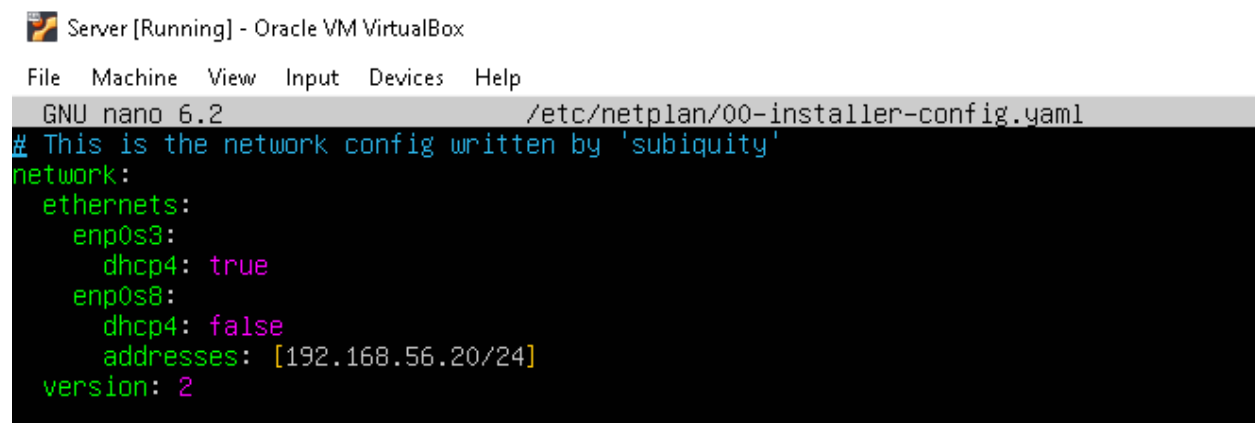 Server [Running] - Oracle VM VirtualBox
File Machine View Input Devices Help
GNU nano 6.2 /etc/netplan/00-installer-config.yaml
# This is the network config written by 'subiquity'
network:
  ethernets:
    enp0s3:
      dhcp4: true
    enp0s8:
      dhcp4: false
      addresses: [192.168.56.20/24]
  version: 2